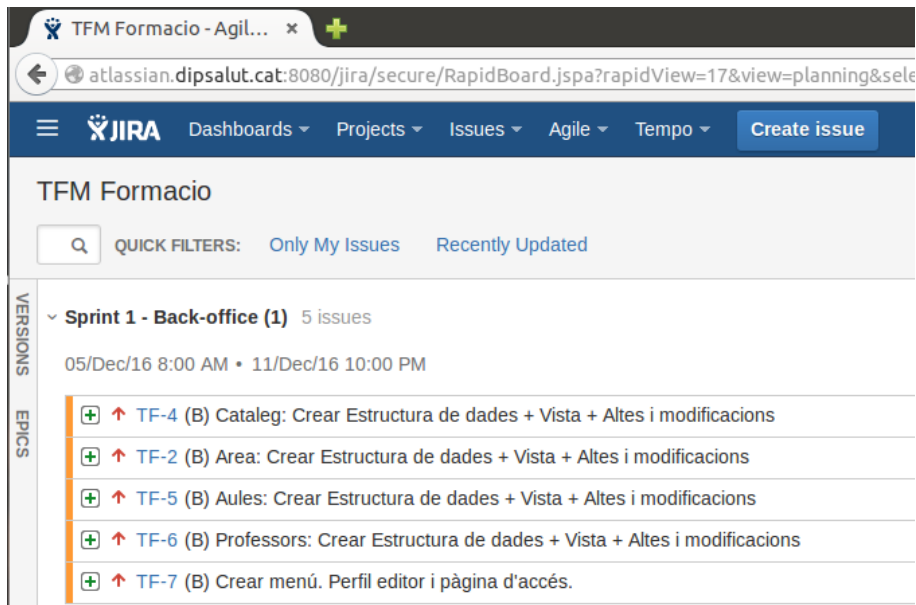 TFM Formacio - Agil...
atlassian.dipsalut.cat:8080/jira/secure/RapidBoard.jspa?rapidView=17&view=planning&sele
JIRA Dashboards Projects Issues Agile Tempo Create issue
TFM Formacio
QUICK FILTERS: Only My Issues Recently Updated
VERSIONS
EPICS
Sprint 1 - Back-office (1) 5 issues
05/Dec/16 8:00 AM • 11/Dec/16 10:00 PM
TF-4 (B) Cataleg: Crear Estructura de dades + Vista + Altes i modificacions
TF-2 (B) Area: Crear Estructura de dades + Vista + Altes i modificacions
TF-5 (B) Aules: Crear Estructura de dades + Vista + Altes i modificacions
TF-6 (B) Professors: Crear Estructura de dades + Vista + Altes i modificacions
TF-7 (B) Crear menú. Perfil editor i pàgina d'accés.